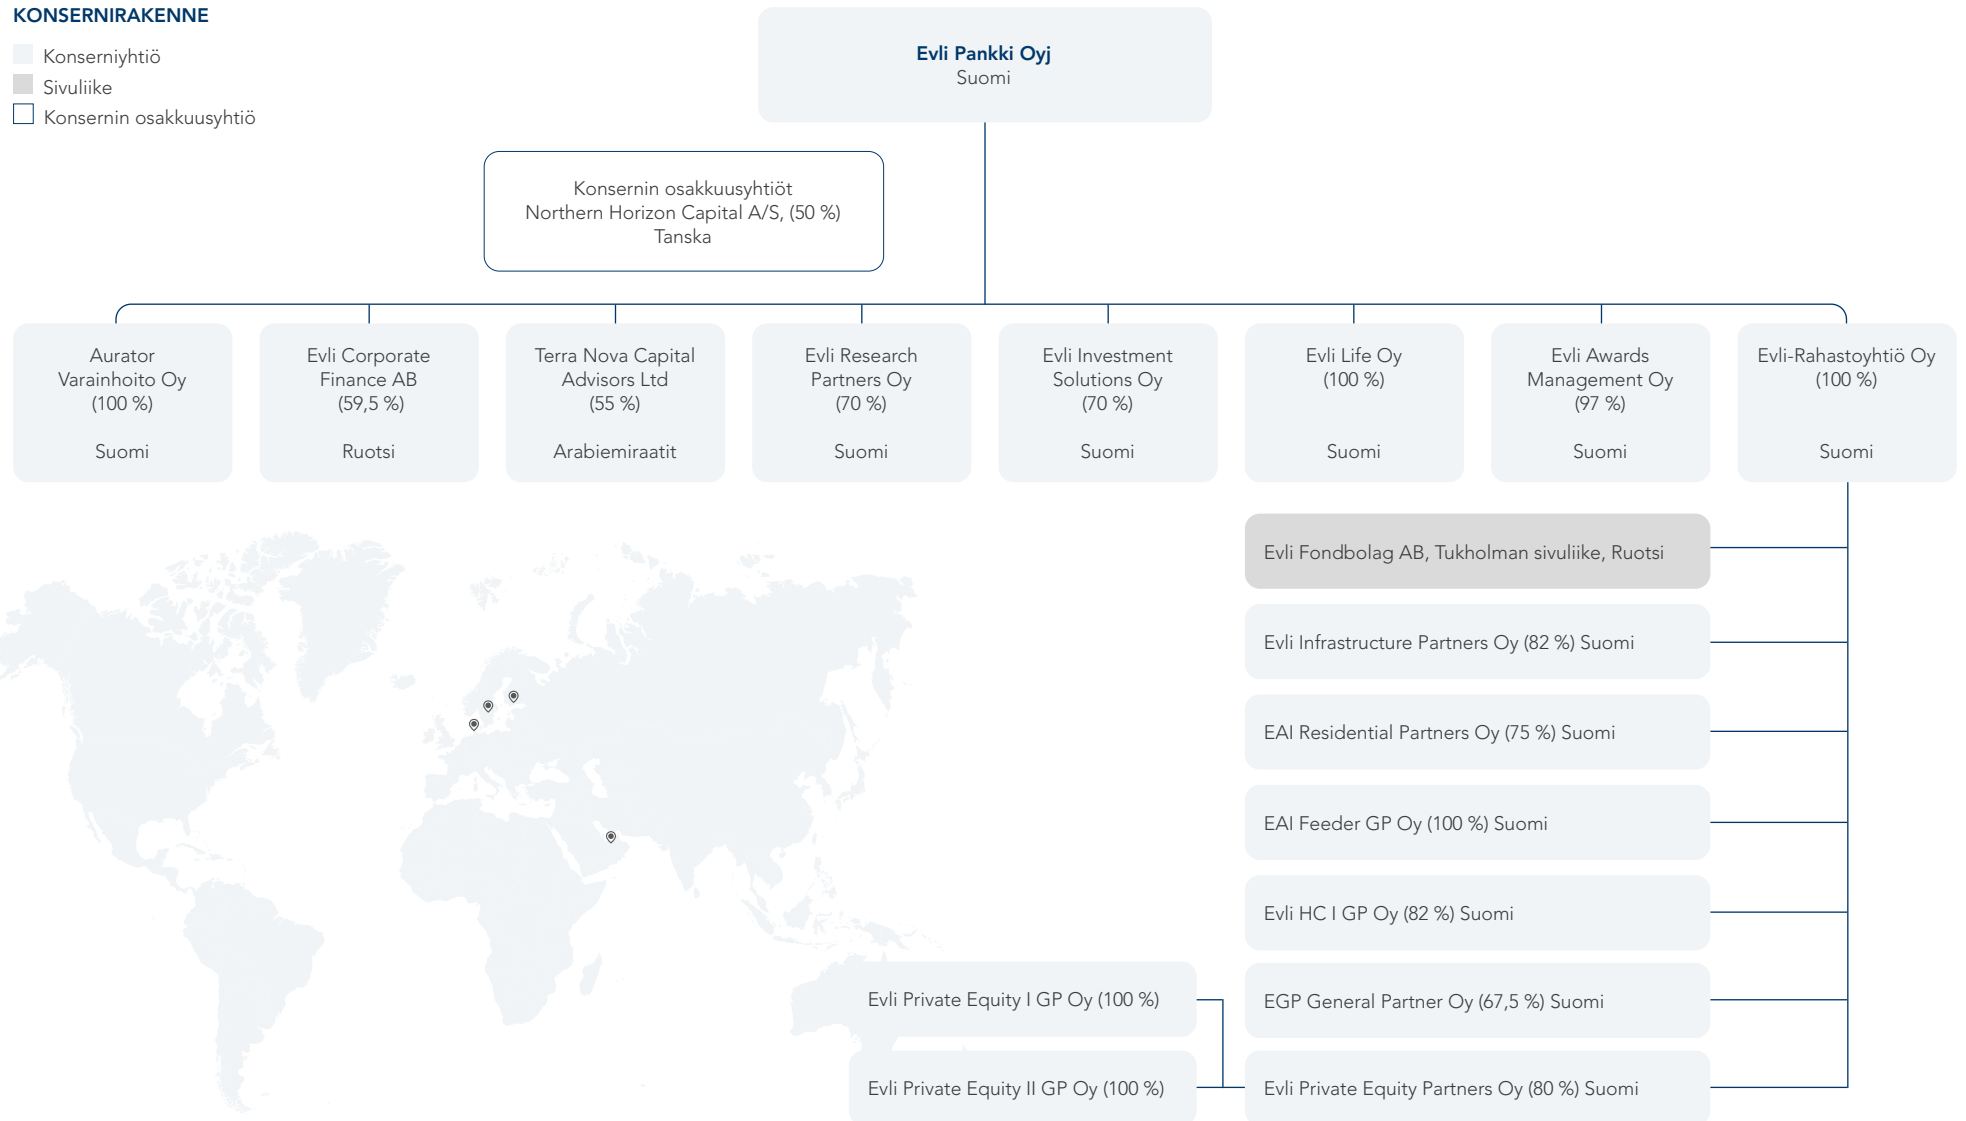 KONSERNIRAKENNE
Konserniyhtiö
Sivuliike
Konsernin osakkuusyhtiö
Evli Pankki Oyj
Suomi
Konsernin osakkuusyhtiöt
Northern Horizon Capital A/S, (50 %)
Tanska
Aurator
Varainhoito Oy
(100 %)
Suomi
Evli Corporate
Finance AB
(59,5 %)
Ruotsi
Terra Nova Capital
Advisors Ltd
(55 %)
Arabiemiraatit
Evli Research
Partners Oy
(70 %)
Suomi
Evli Investment
Solutions Oy
(70 %)
Suomi
Evli Life Oy
(100 %)
Suomi
Evli Awards
Management Oy
(97 %)
Suomi
Evli-Rahastoyhtiö Oy
(100 %)
Suomi
Evli Fondbolag AB, Tukholman sivuliike, Ruotsi
Evli Infrastructure Partners Oy (82 %) Suomi
EAI Residential Partners Oy (75 %) Suomi
EAI Feeder GP Oy (100 %) Suomi
Evli HC I GP Oy (82 %) Suomi
EGP General Partner Oy (67,5 %) Suomi
Evli Private Equity Partners Oy (80 %) Suomi
Evli Private Equity I GP Oy (100 %)
Evli Private Equity II GP Oy (100 %)